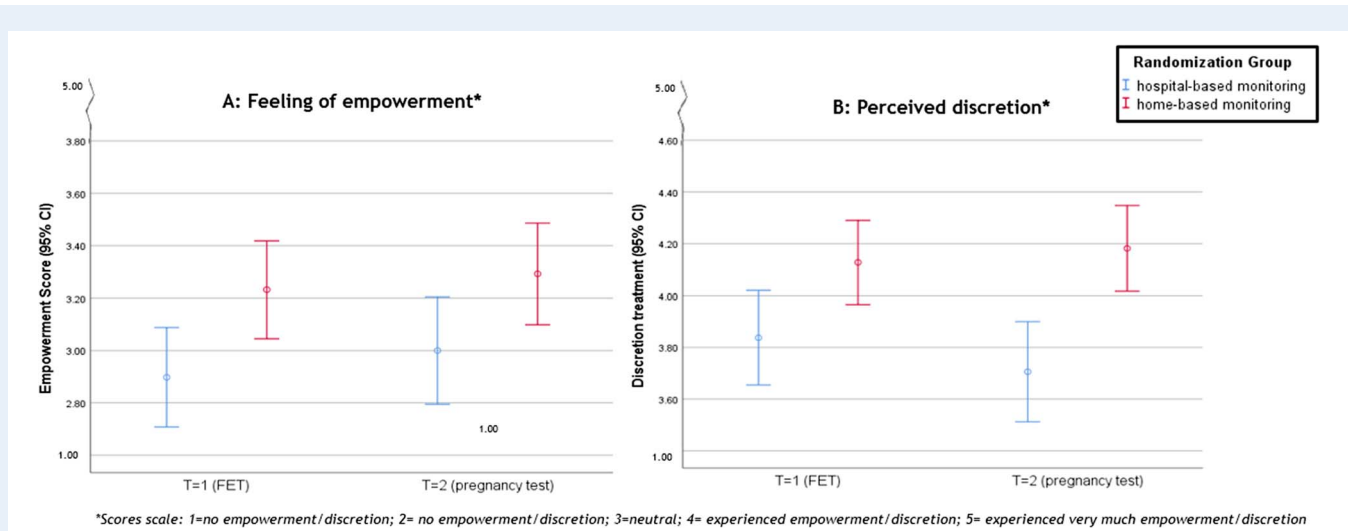 Randomization Group
hospital-based monitoring
home-based monitoring
A: Feeling of empowerment*
5.00
3.80
3.60
3.40
3.20
3.00
2.80
1.00
1.00
Empowerment Score (95% CI)
T=1 (FET)
T=2 (pregnancy test)
B: Perceived discretion*
5.00
4.60
4.40
4.20
4.00
3.80
3.60
1.00
Discretion treatment (95% CI)
T=1 (FET)
T=2 (pregnancy test)
*Scores scale: 1=no empowerment/discretion; 2= no empowerment/discretion; 3=neutral; 4= experienced empowerment/discretion; 5= experienced very much empowerment/discretion